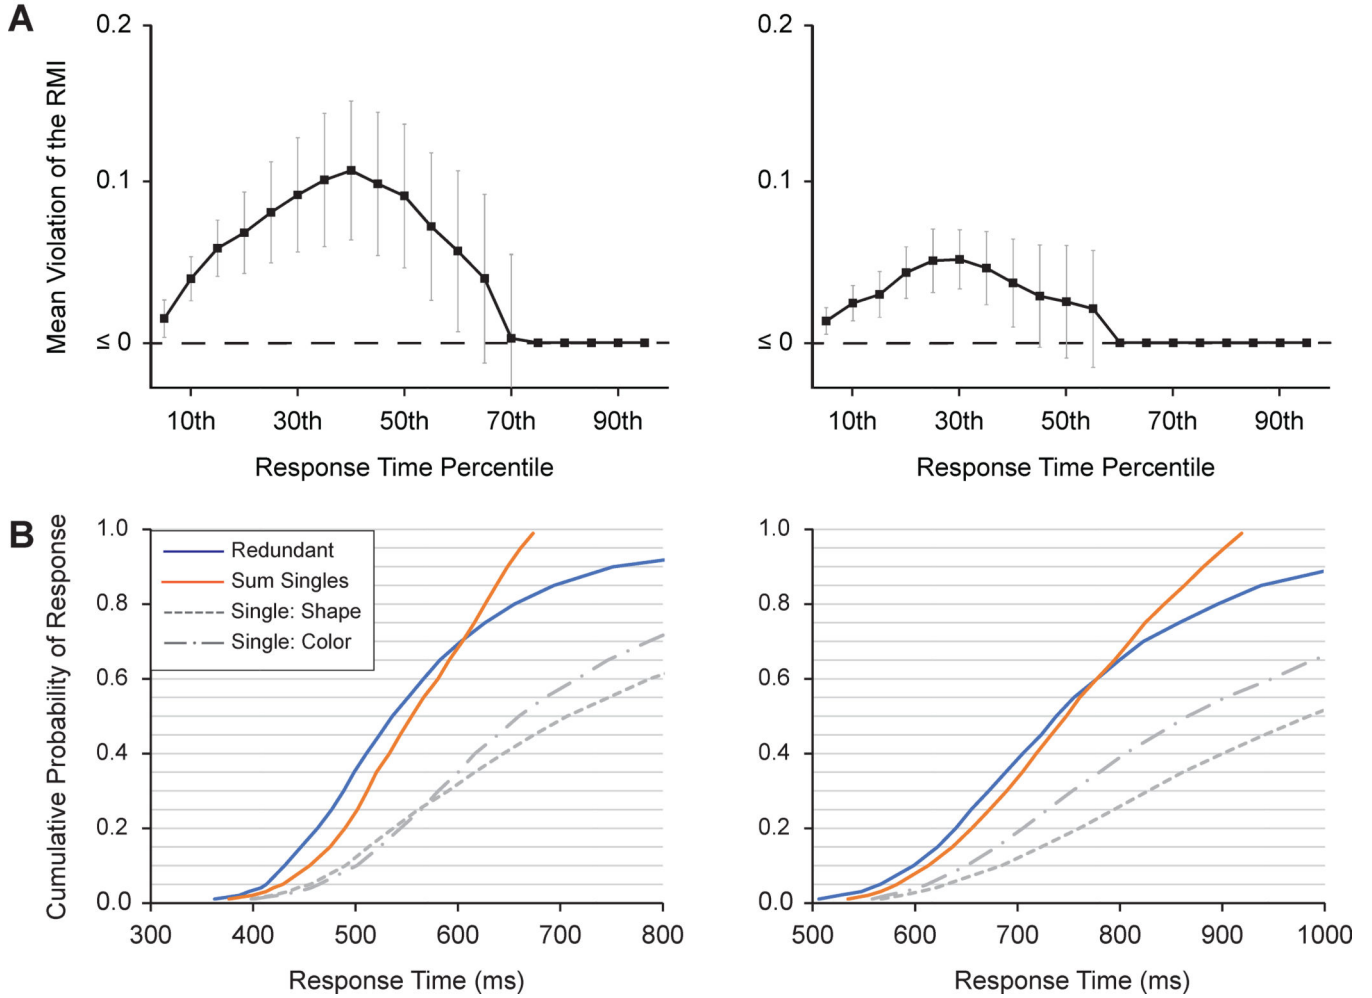 A
Mean Violation of the RMI
0.2
0.1
≤ 0
10th 30th 50th 70th 90th
Response Time Percentile
0.2
0.1
≤ 0
10th 30th 50th 70th 90th
Response Time Percentile
B
Cumulative Probability of Response
1.0
0.8
0.6
0.4
0.2
0.0
Redundant
Sum Singles
Single: Shape
Single: Color
300 400 500 600 700 800
Response Time (ms)
1.0
0.8
0.6
0.4
0.2
0.0
500 600 700 800 900 1000
Response Time (ms)